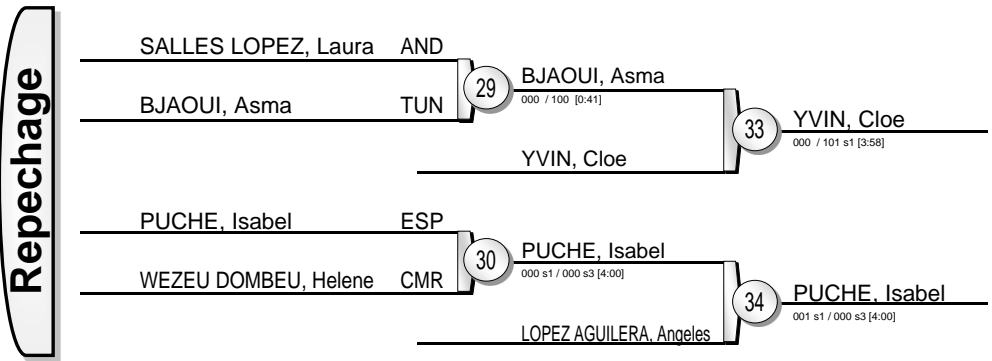 Repechage
SALLES LOPEZ, Laura AND
BJAOUI, Asma TUN
29
BJAOUI, Asma
000 / 100 [0:41]
YVIN, Cloe
33
YVIN, Cloe
000 / 101 s1 [3:58]
PUCHE, Isabel ESP
WEZEU DOMBEU, Helene CMR
30
PUCHE, Isabel
000 s1 / 000 s3 [4:00]
LOPEZ AGUILERA, Angeles
34
PUCHE, Isabel
001 s1 / 000 s3 [4:00]